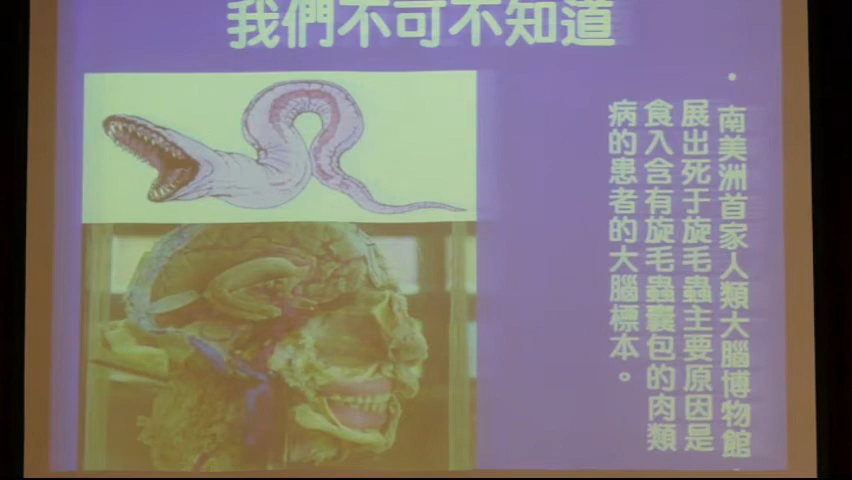 我們不可不知道
• 南美洲首家人類大腦博物館，
展出死于旋毛蟲主要原因是
食入含有旋毛蟲囊包的肉類
病的患者的大腦標本。